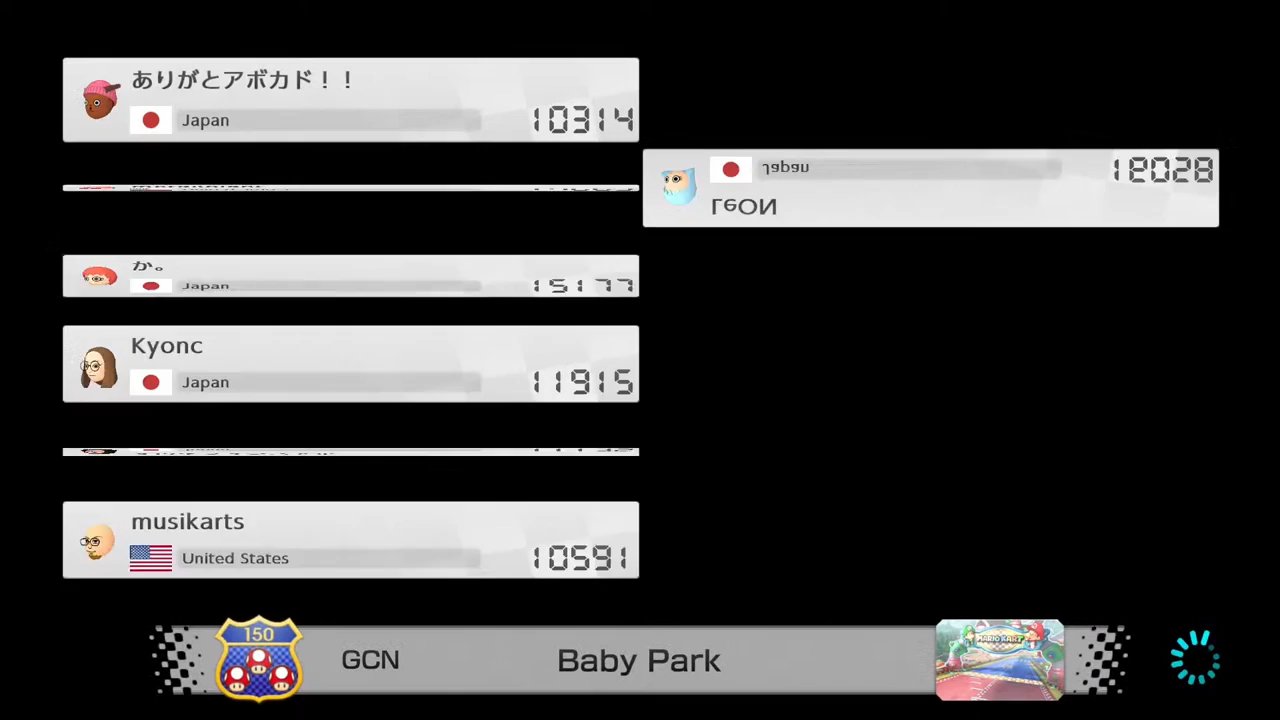 ありがとアボカド！！
Japan
10314
か。
Japan
15177
Kyonc
Japan
11915
musikarts
United States
10591
Japan
18028
LeON
150
GCN
Baby Park
MARIO KART